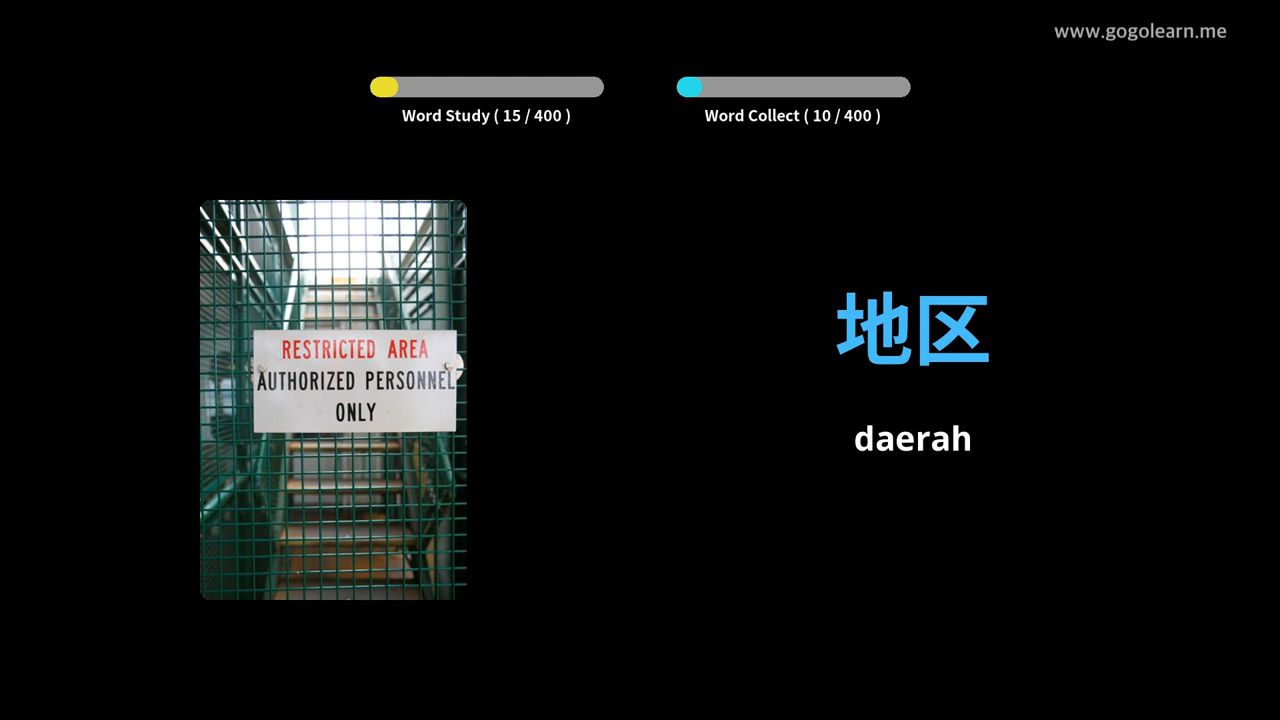 www.gogolearn.me
Word Study ( 15 / 400 )
Word Collect ( 10 / 400 )
RESTRICTED AREA
AUTHORIZED PERSONNEL
ONLY
地区
daerah